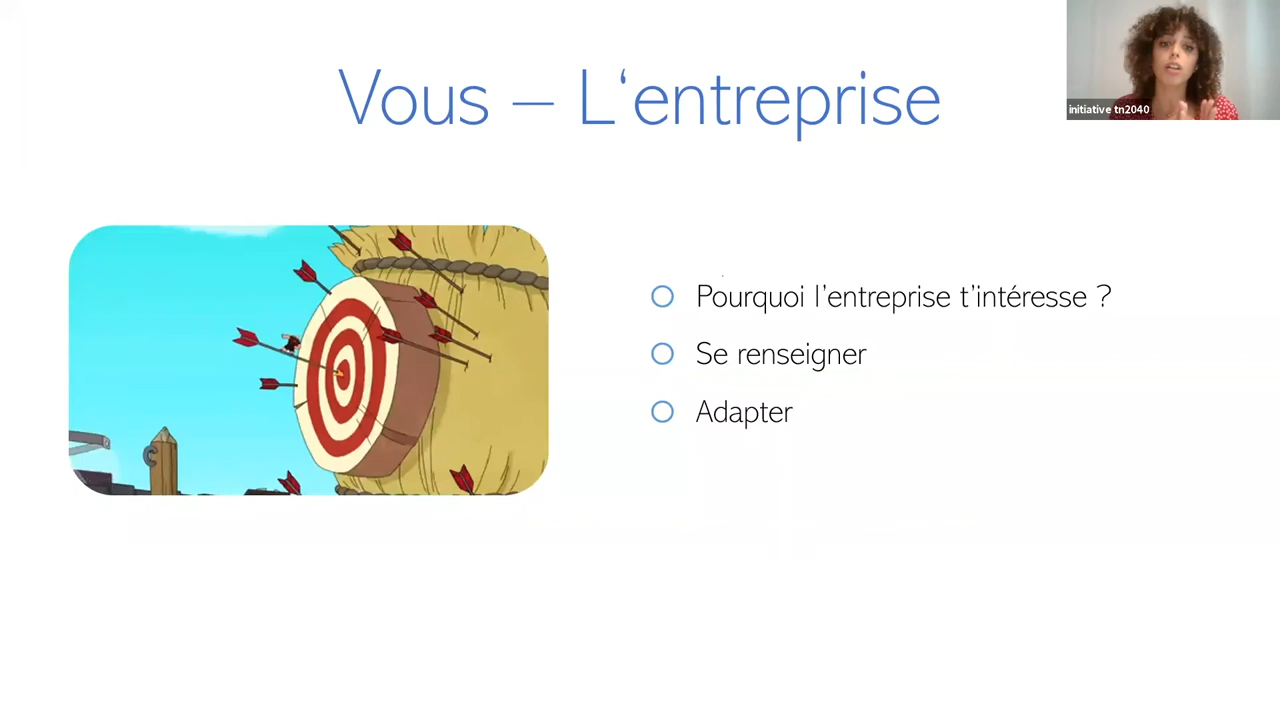 Vous – L‘entreprise
initiative tn2040
Pourquoi l’entreprise t’intéresse ?
Se renseigner
Adapter